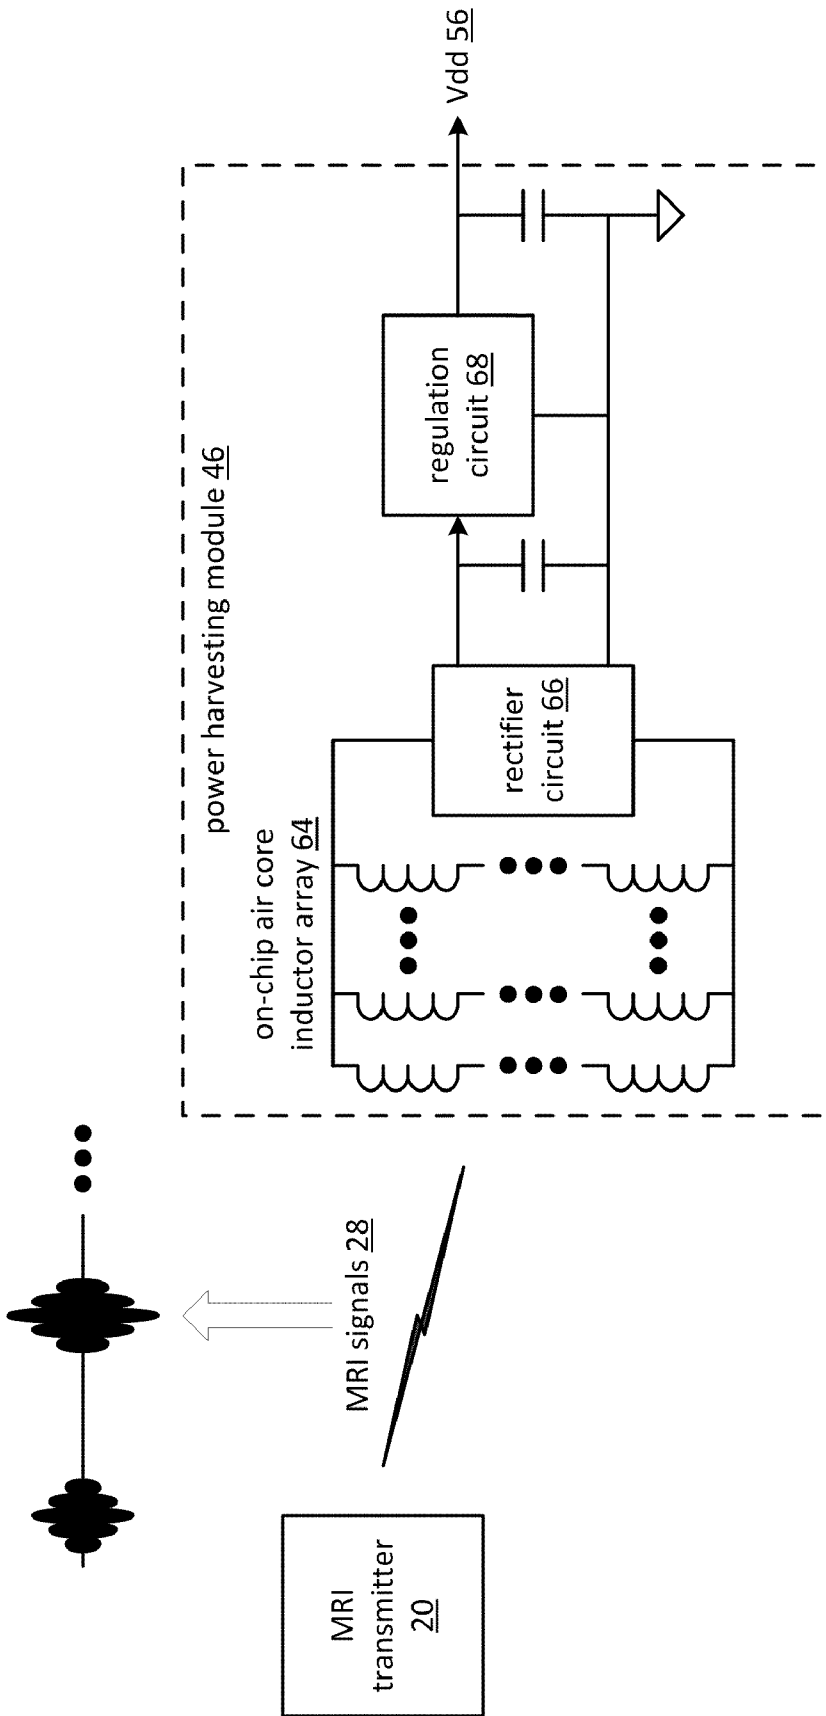 power harvesting module 46
on-chip air core
inductor array 64
MRI signals 28
MRI
transmitter
20
rectifier
circuit 66
regulation
circuit 68
Vdd 56